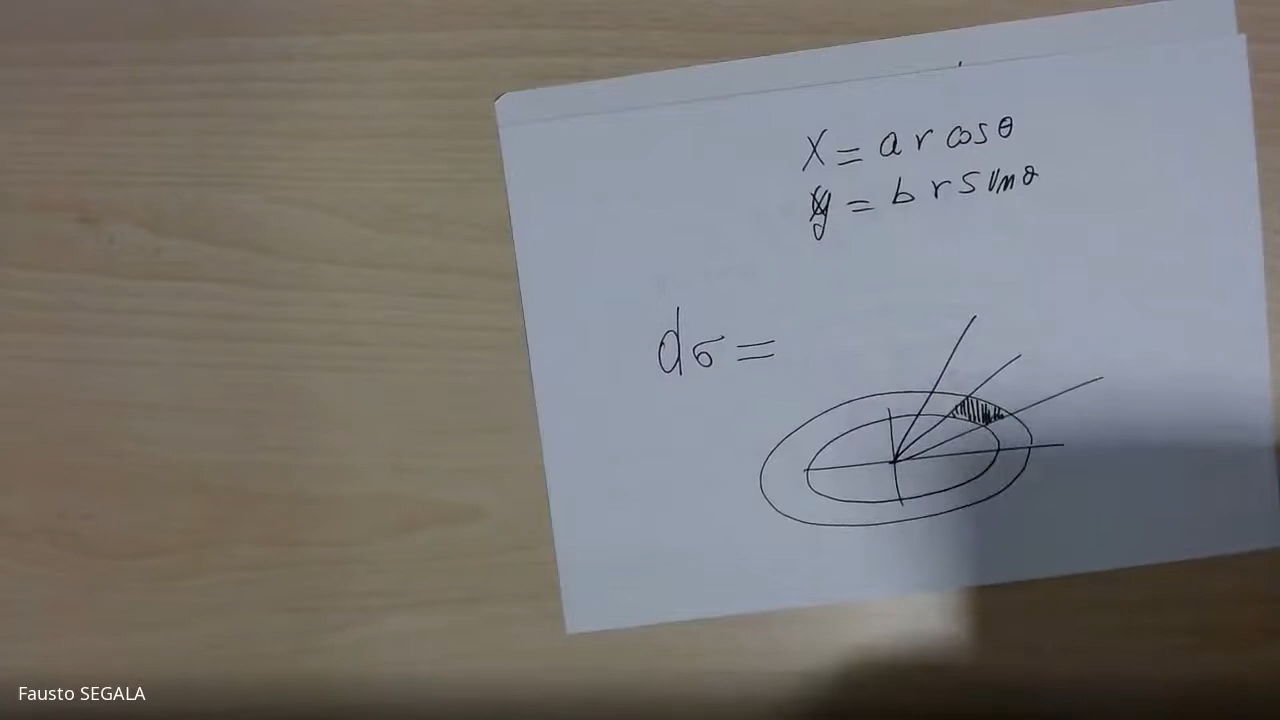 x = a r cos θ
y = b r sin θ
dσ =
Fausto SEGALA